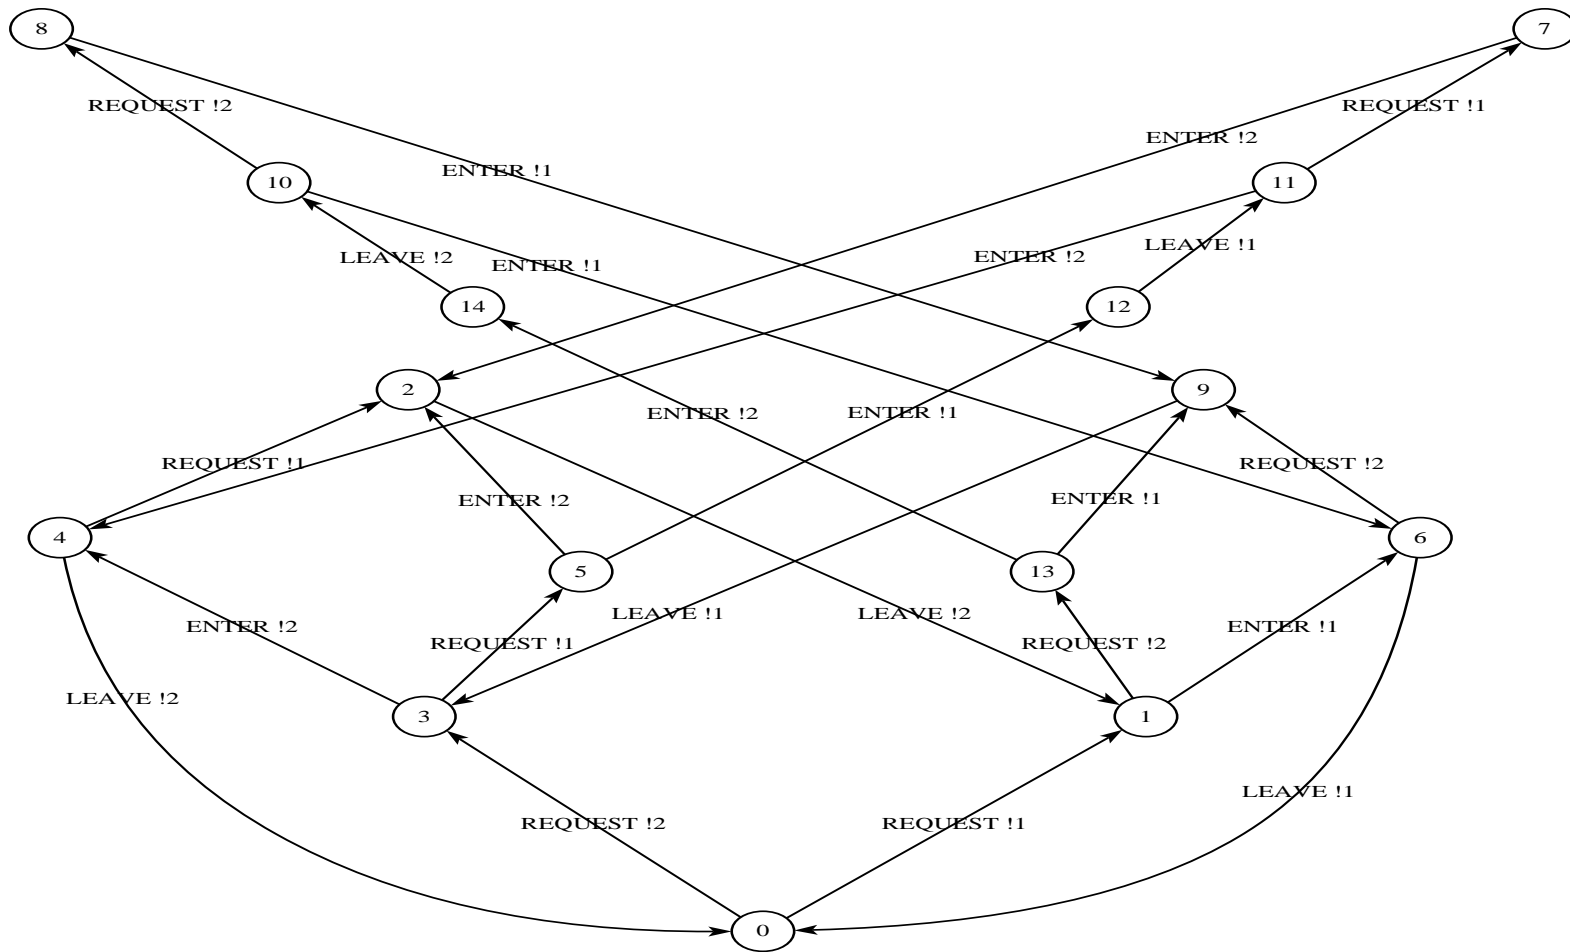 8
7
REQUEST !2
REQUEST !1
ENTER !2
ENTER !1
10
11
LEAVE !1
LEAVE !2
ENTER !1
ENTER !2
14
12
2
9
ENTER !2
ENTER !1
REQUEST !1
REQUEST !2
ENTER !2
ENTER !1
4
6
5
13
LEAVE !1
LEAVE !2
ENTER !2
ENTER !1
REQUEST !1
REQUEST !2
LEAVE !2
3
1
LEAVE !1
REQUEST !2
REQUEST !1
0